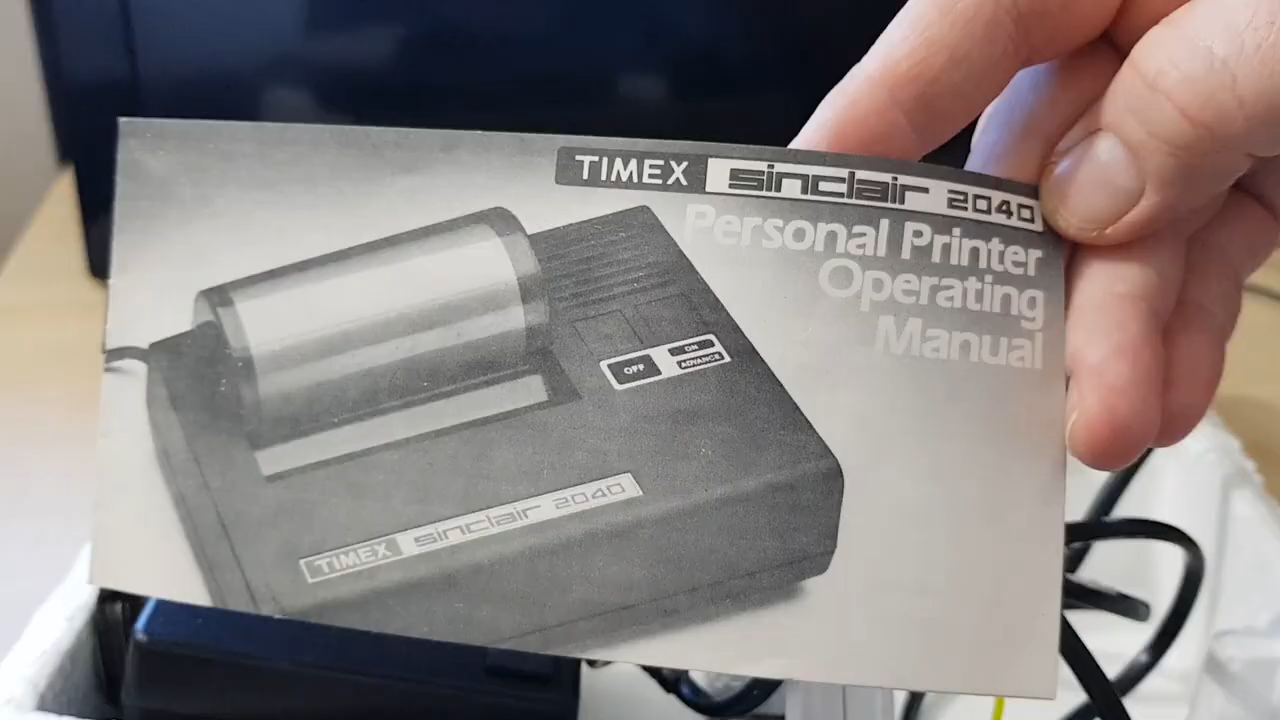 TIMEX sinclair 2040
Personal Printer
Operating
Manual
OFF
ON
ADVANCE
TIMEX sinclair 2040